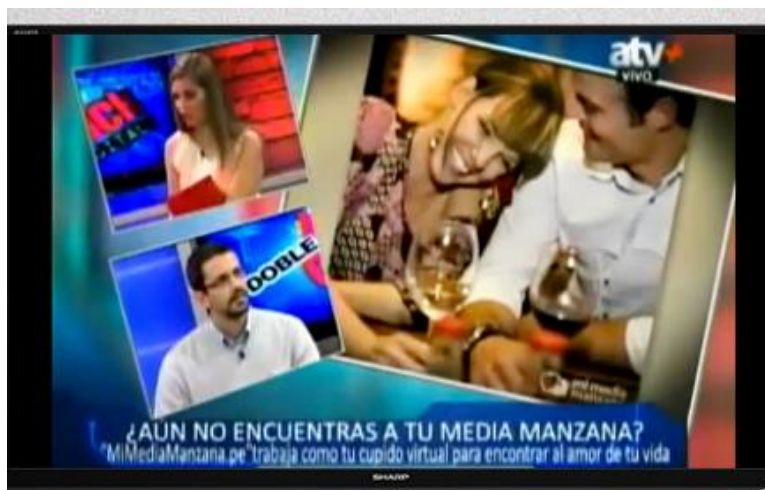 atv+
VIVO
DOBLE
mi media
manzana
¿AUN NO ENCUENTRAS A TU MEDIA MANZANA?
"MiMediaManzana.pe"trabaja como tu cupido virtual para encontrar al amor de tu vida
SHARP